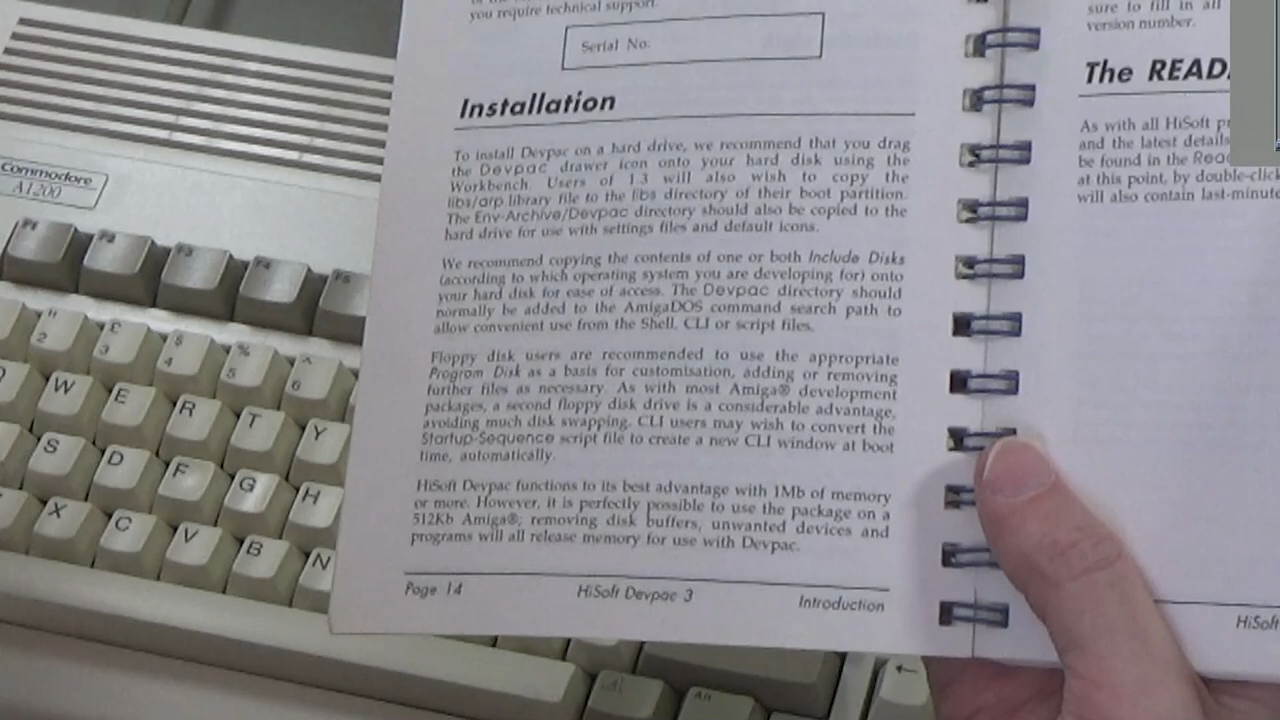 you require technical support.
Serial No:
Installation
To install Devpac on a hard drive, we recommend that you drag
the Devpac drawer icon onto your hard disk using the
Workbench. Users of 1.3 will also wish to copy the
libs/arp.library file to the libs directory of their boot partition.
The Env-Archive/Devpac directory should also be copied to the
hard drive for use with settings files and default icons.
We recommend copying the contents of one or both Include Disks
(according to which operating system you are developing for) onto
your hard disk for ease of access. The Devpac directory should
normally be added to the AmigaDOS command search path to
allow convenient use from the Shell, CLI or script files.
Floppy disk users are recommended to use the appropriate
Program Disk as a basis for customisation, adding or removing
further files as necessary. As with most Amiga® development
packages, a second floppy disk drive is a considerable advantage,
avoiding much disk swapping. CLI users may wish to convert the
Startup-Sequence script file to create a new CLI window at boot
time, automatically.
HiSoft Devpac functions to its best advantage with 1Mb of memory
or more. However, it is perfectly possible to use the package on a
512Kb Amiga®; removing disk buffers, unwanted devices and
programs will all release memory for use with Devpac.
Page 14 HiSoft Devpac 3 Introduction
sure to fill in all
version number.
The READ
As with all HiSoft
and the latest details
be found in the
at this point, by
will also contain
HiSoft
Commodore
A1200
F1 F2 F3 F4 F5
" 2 £ 3 $ 4 % 5 ^ 6
W E R T Y
S D F G H
X C V B N
Alt
←